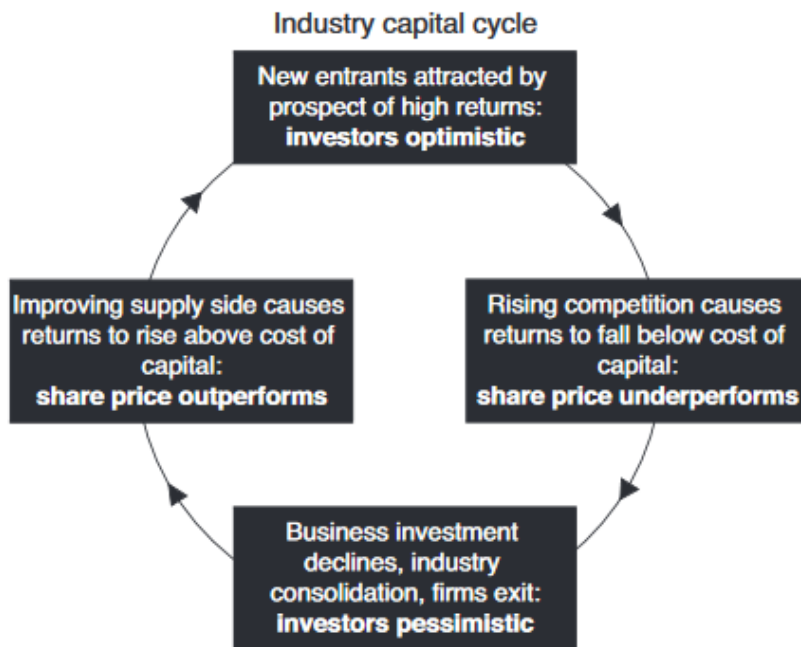 Industry capital cycle
New entrants attracted by
prospect of high returns:
investors optimistic
Improving supply side causes
returns to rise above cost of
capital:
share price outperforms
Rising competition causes
returns to fall below cost of
capital:
share price underperforms
Business investment
declines, industry
consolidation, firms exit:
investors pessimistic